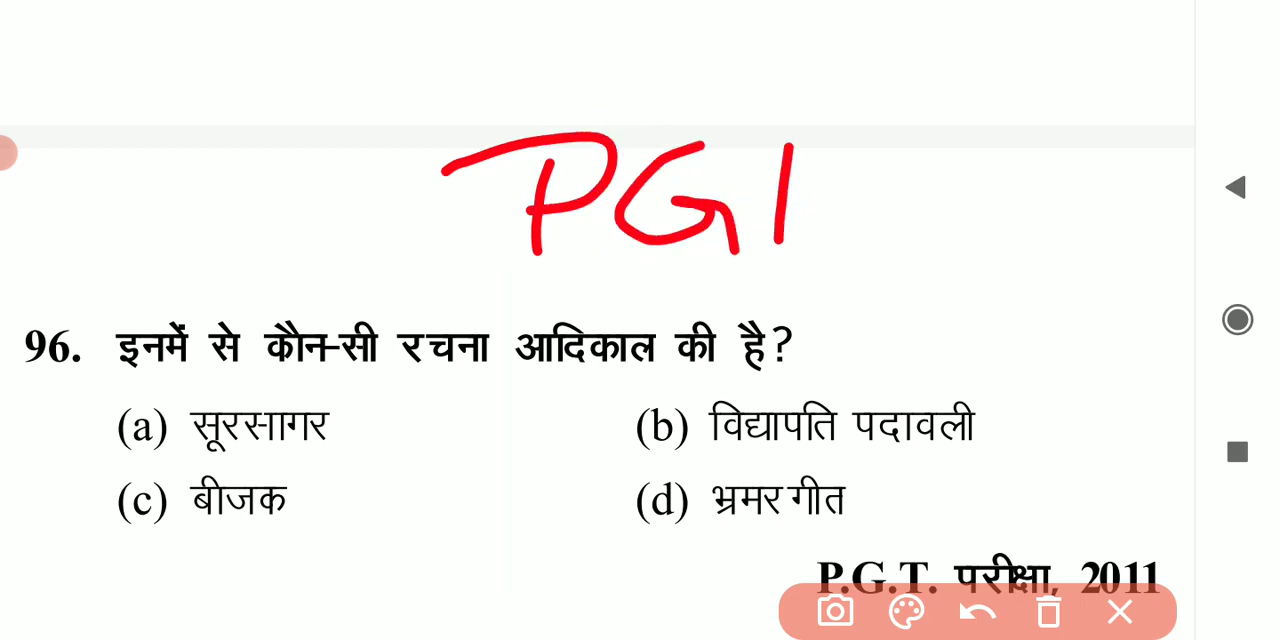 PGI
96. इनमें से कौन-सी रचना आदिकाल की है?
(a) सूरसागर (b) विद्यापति पदावली
(c) बीजक (d) भ्रमरगीत
P.G.T. परीक्षा, 2011